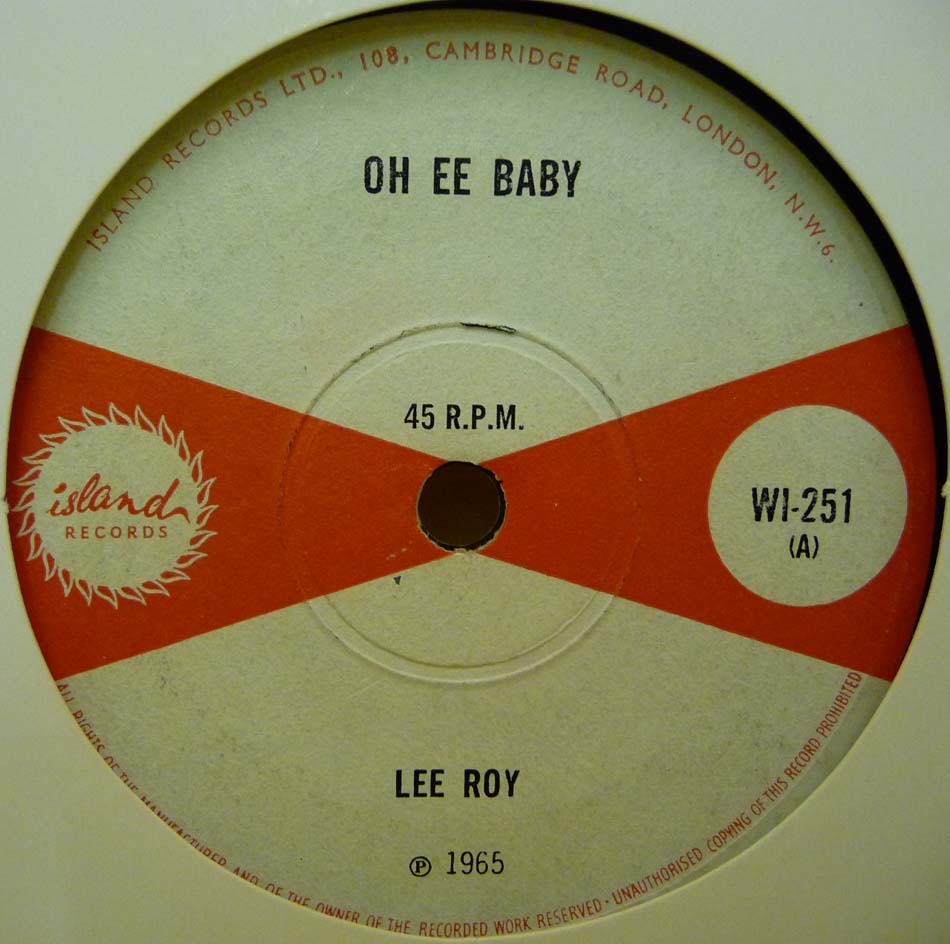 ISLAND RECORDS LTD., 108, CAMBRIDGE ROAD, LONDON, N.W.6.
OH EE BABY
45 R.P.M.
island
RECORDS
WI-251
(A)
LEE ROY
℗ 1965
ALL RIGHTS OF THE MANUFACTURER AND OF THE OWNER OF THE RECORDED WORK RESERVED · UNAUTHORISED COPYING OF THIS RECORD PROHIBITED